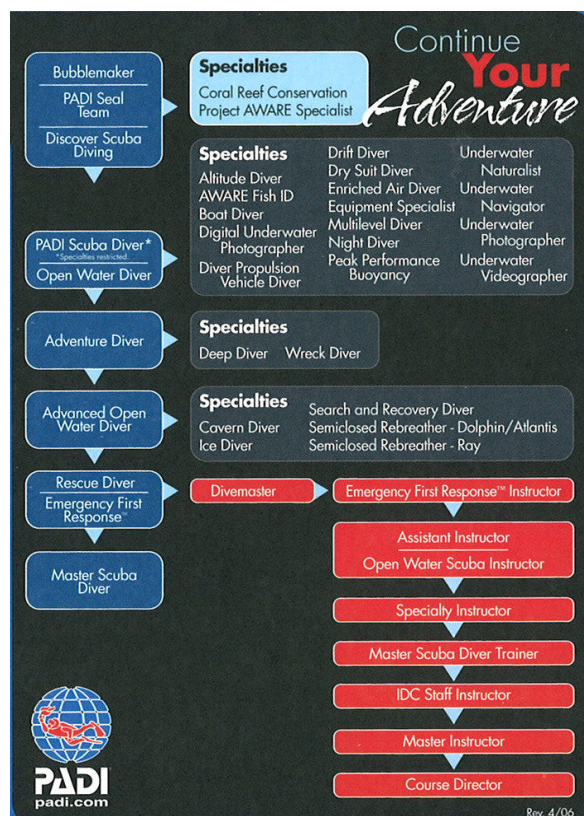 Continue
Your
Adventure
Bubblemaker
PADI Seal
Team
Discover Scuba
Diving
Specialties
Coral Reef Conservation
Project AWARE Specialist
PADI Scuba Diver*
*Specialties restricted.
Open Water Diver
Specialties
Altitude Diver
AWARE Fish ID
Boat Diver
Digital Underwater
Photographer
Diver Propulsion
Vehicle Diver
Drift Diver
Dry Suit Diver
Enriched Air Diver
Equipment Specialist
Multilevel Diver
Night Diver
Peak Performance
Buoyancy
Underwater
Naturalist
Underwater
Navigator
Underwater
Photographer
Underwater
Videographer
Adventure Diver
Specialties
Deep Diver Wreck Diver
Advanced Open
Water Diver
Specialties
Cavern Diver
Ice Diver
Search and Recovery Diver
Semiclosed Rebreather - Dolphin/Atlantis
Semiclosed Rebreather - Ray
Rescue Diver
Emergency First
Response™
Divemaster
Emergency First Response™ Instructor
Assistant Instructor
Open Water Scuba Instructor
Master Scuba
Diver
Specialty Instructor
Master Scuba Diver Trainer
IDC Staff Instructor
Master Instructor
Course Director
PADI
padi.com
Rev. 4/06